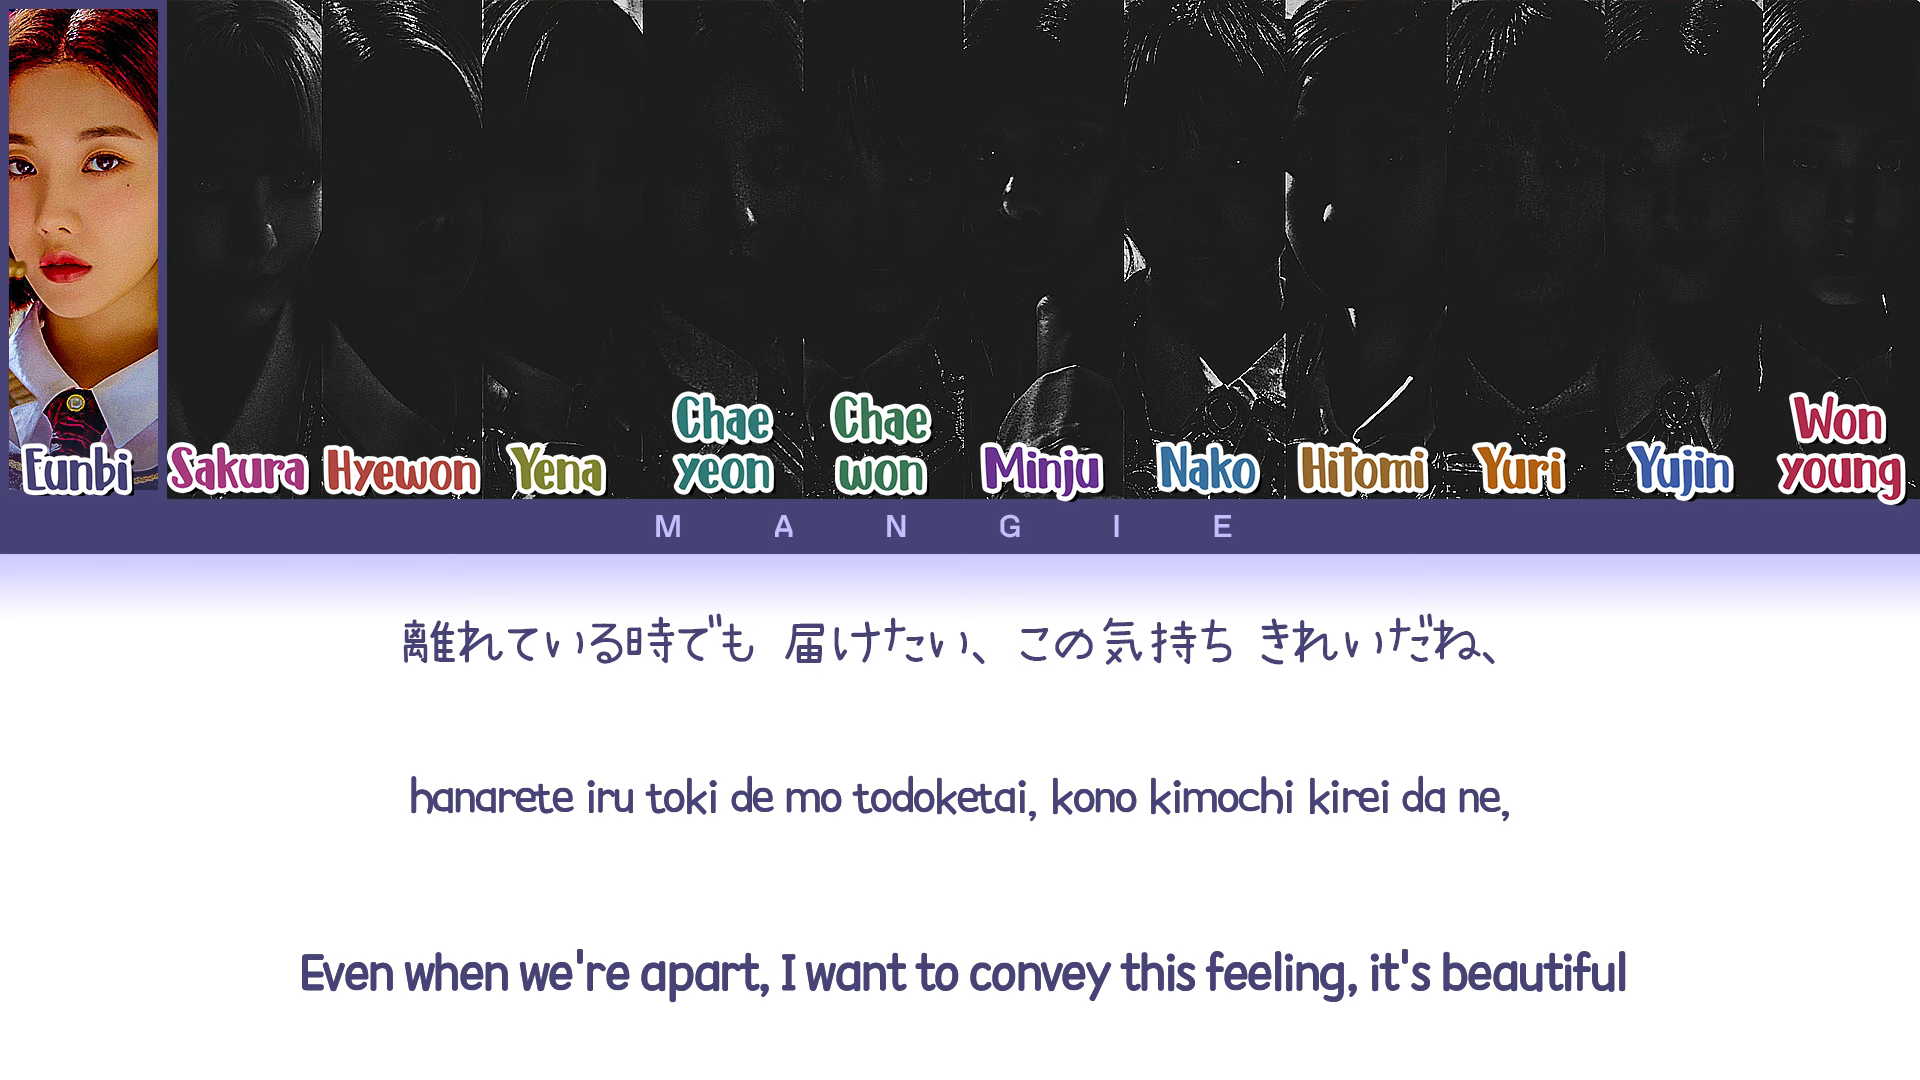 Eunbi
Sakura
Hyewon
Yena
Chae
yeon
Chae
won
Minju
Nako
Hitomi
Yuri
Yujin
Won
young
MANGIE
離れている時でも 届けたい、この気持ち きれいだね、
hanarete iru toki de mo todoketai, kono kimochi kirei da ne,
Even when we're apart, I want to convey this feeling, it's beautiful